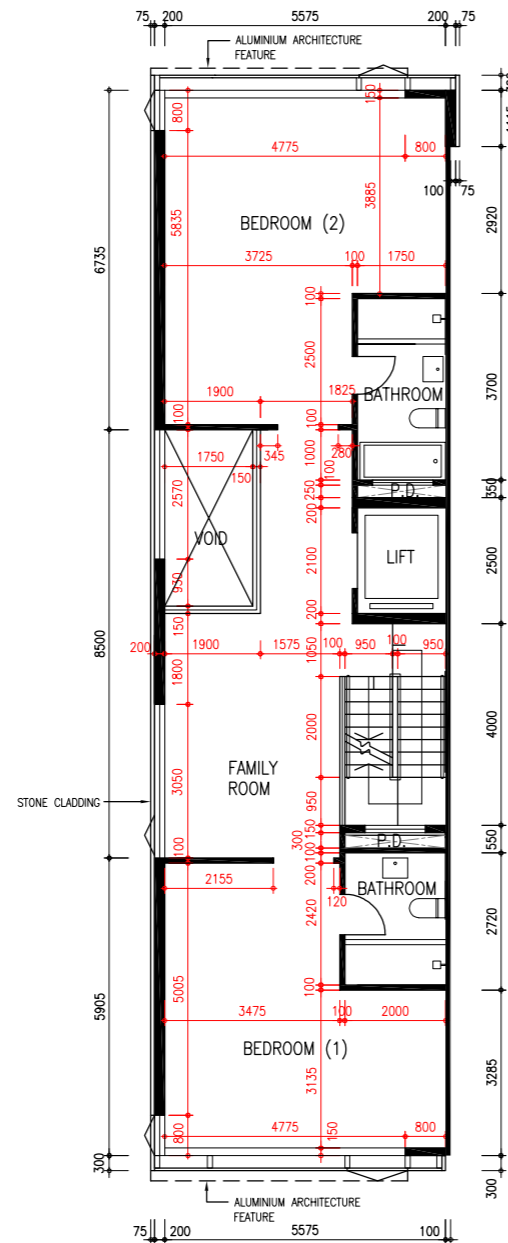 75 200 5575 200 75
ALUMINIUM ARCHITECTURE
FEATURE
150
800
4775 800
100 75
3885
5835
2920
BEDROOM (2)
6735
3725 100 1750
100
2500
3700
BATHROOM
1900 1825
100 100
345 280
1750 1000 100
150
2570 250 P.D. 350
200
VOID LIFT
2100 2500
930
200
150
8500 200 1900 1575 100 950 100 950
1050
1800
2000 4000
FAMILY
ROOM
3050
STONE CLADDING
950
150
300 P.D. 550
100 100
200
2155 120 BATHROOM
2420 2720
5005
100
3475 100 2000
5905
BEDROOM (1)
3135 3285
4775 800
800 150
300 300
ALUMINIUM ARCHITECTURE
FEATURE
75 200 5575 100